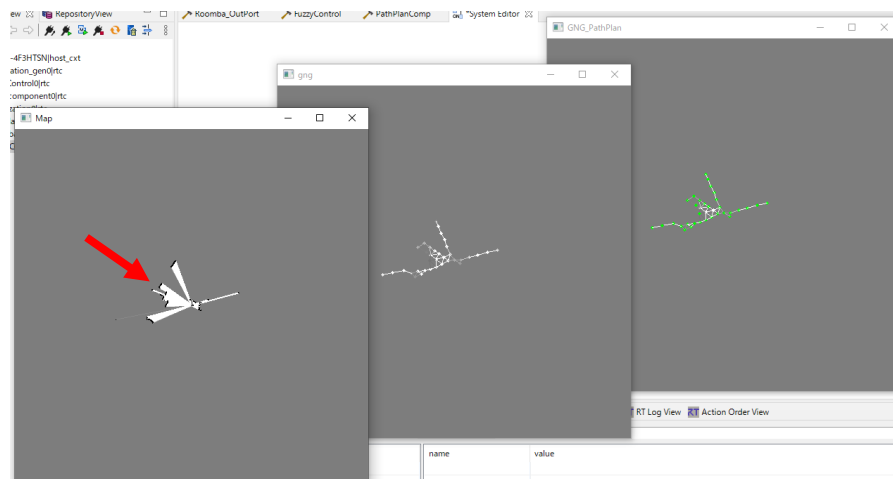 ew
RepositoryView
Roomba_OutPort
FuzzyControl
PathPlanComp
*System Editor
GNG_PathPlan
-4F3HTSN|host_cxt
ation_gen0|rtc
Control0|rtc
component0|rtc
gng
Map
RT Log View
RT Action Order View
name
value